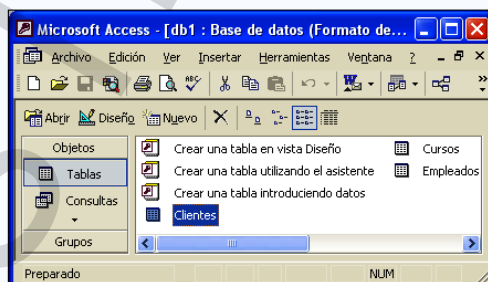 Microsoft Access - [db1 : Base de datos (Formato de...
Archivo Edición Ver Insertar Herramientas Ventana ?
Abrir Diseño Nuevo
Objetos
Tablas
Consultas
Grupos
Crear una tabla en vista Diseño
Crear una tabla utilizando el asistente
Crear una tabla introduciendo datos
Clientes
Cursos
Empleados
Preparado NUM